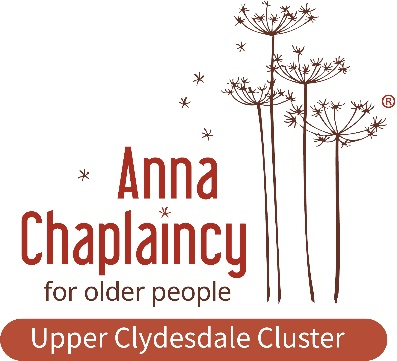 ®
Anna
Chaplaincy
for older people
Upper Clydesdale Cluster